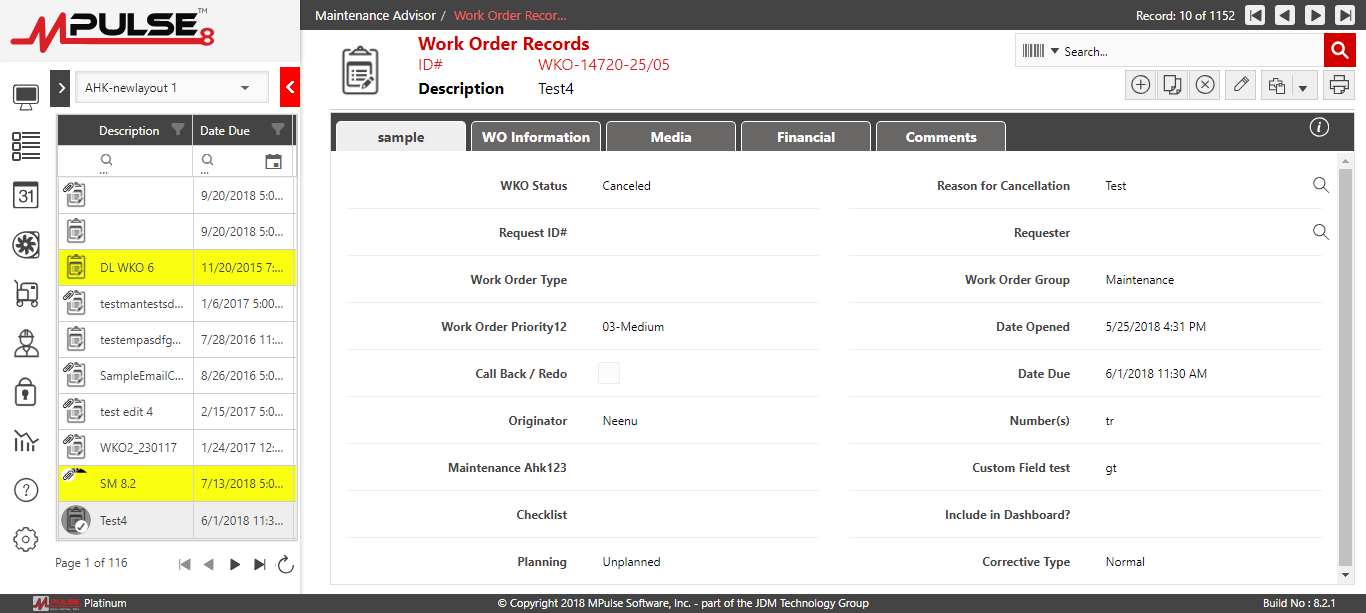 MPULSE 8 ™
Maintenance Advisor / Work Order Recor...
Record: 10 of 1152
AHK-newlayout 1
Description Date Due
... ...
9/20/2018 5:0...
9/20/2018 5:0...
DL WKO 6 11/20/2015 7:...
testmantestsd... 1/6/2017 5:00...
testempasdfg... 7/28/2016 11:...
SampleEmailC... 8/26/2016 5:0...
test edit 4 2/15/2017 5:0...
WKO2_230117 1/24/2017 12:...
SM 8.2 7/13/2018 5:0...
Test4 6/1/2018 11:3...
Page 1 of 116
31
?
Work Order Records
ID# WKO-14720-25/05
Description Test4
Search...
sample WO Information Media Financial Comments
i
WKO Status Canceled Reason for Cancellation Test
Request ID# Requester
Work Order Type Work Order Group Maintenance
Work Order Priority12 03-Medium Date Opened 5/25/2018 4:31 PM
Call Back / Redo Date Due 6/1/2018 11:30 AM
Originator Neenu Number(s) tr
Maintenance Ahk123 Custom Field test gt
Checklist Include in Dashboard?
Planning Unplanned Corrective Type Normal
MPULSE Platinum
© Copyright 2018 MPulse Software, Inc. - part of the JDM Technology Group
Build No : 8.2.1